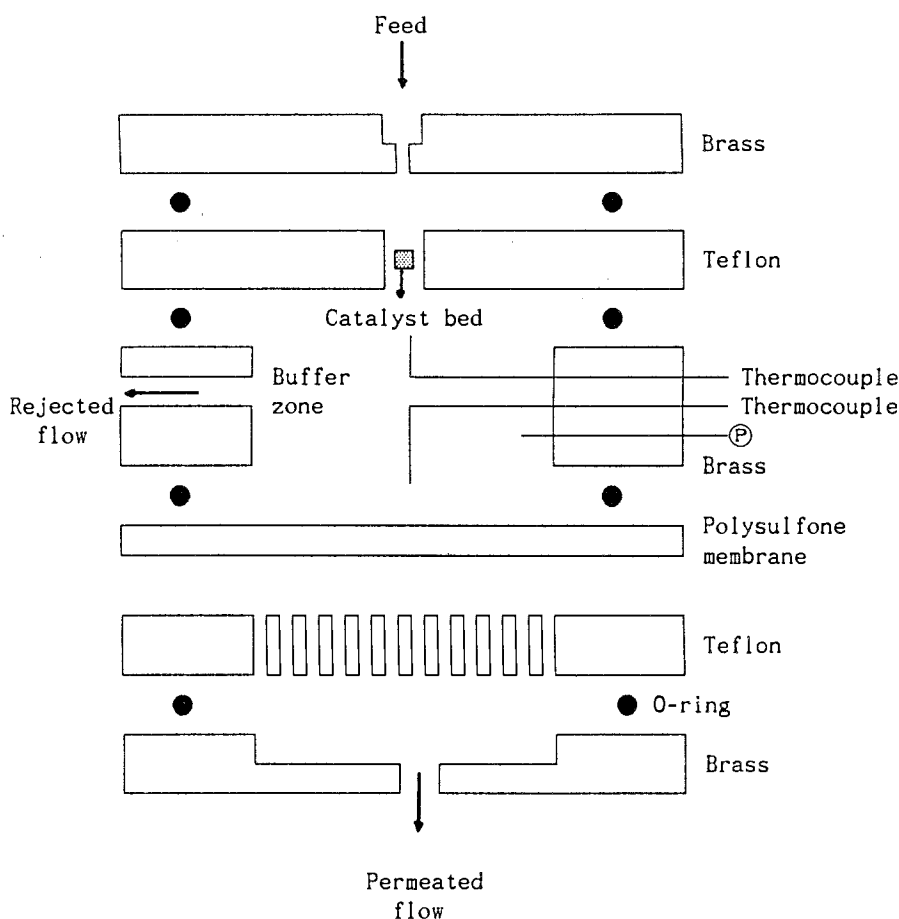 Feed
Brass
Teflon
Catalyst bed
Buffer
zone
Thermocouple
Thermocouple
Rejected
flow
P
Brass
Polysulfone
membrane
Teflon
O-ring
Brass
Permeated
flow